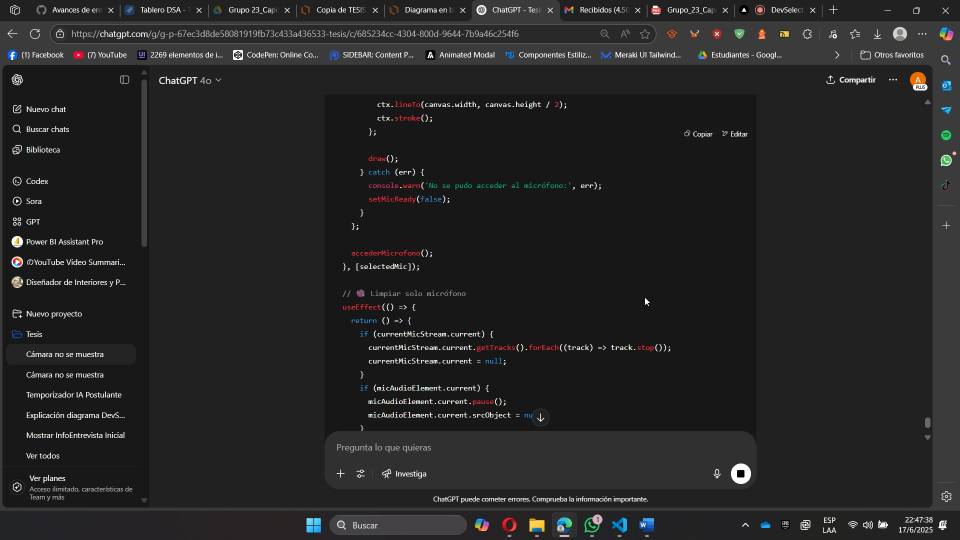 Avances de en
Tablero DSA - T
Grupo 23_Cap
Copia de TESIS
Diagrama en b
ChatGPT - Tesi
Recibidos (4.50
Grupo_23_Cap
DevSelect
https://chatgpt.com/g/g-p-67ec3d8de58081919fb73c433a436533-tesis/c/685234cc-4304-800d-9644-7b9a46c254f6
(1) Facebook
(7) YouTube
2269 elementos de i...
CodePen: Online Co...
SIDEBAR: Content P...
Animated Modal
Componentes Estiliz...
Meraki UI Tailwind...
Estudiantes - Googl...
Otros favoritos
ChatGPT 4o
Compartir
A
PLUS
Nuevo chat
Buscar chats
Biblioteca
Codex
Sora
GPT
Power BI Assistant Pro
YouTube Video Summari...
Diseñador de Interiores y P...
Nuevo proyecto
Tesis
Cámara no se muestra
Cámara no se muestra
Temporizador IA Postulante
Explicación diagrama DevS...
Mostrar InfoEntrevista Inicial
Ver todos
Ver planes
Acceso ilimitado, características de
Team y más
Copiar
Editar
ctx.lineTo(canvas.width, canvas.height / 2);
ctx.stroke();
};
draw();
} catch (err) {
console.warn('No se pudo acceder al micrófono:', err);
setMicReady(false);
}
};
accederMicrofono();
}, [selectedMic]);
// 🧠 Limpiar solo micrófono
useEffect(() => {
return () => {
if (currentMicStream.current) {
currentMicStream.current.getTracks().forEach((track) => track.stop());
currentMicStream.current = null;
}
if (micAudioElement.current) {
micAudioElement.current.pause();
micAudioElement.current.srcObject = nu
}
Pregunta lo que quieras
Investiga
ChatGPT puede cometer errores. Comprueba la información importante.
Buscar
1
ESP
LAA
22:47:38
17/6/2025